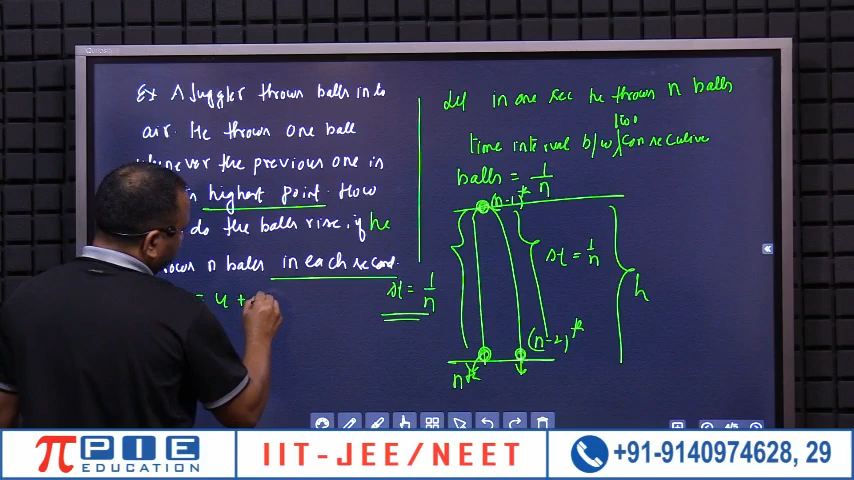 Ex A Juggler thrown balls into
air. He thrown one ball
whenever the previous one is
highest point. How
do the balls rise, if he
n balls in each second.
= u +
Δt = 1/n
Let in one sec he thrown n balls
time interval b/w two consecutive
balls = 1/n
(n-1)th
Δt = 1/n
h
(n-2)th
nth
π PIE EDUCATION
IIT-JEE/NEET
+91-9140974628, 29